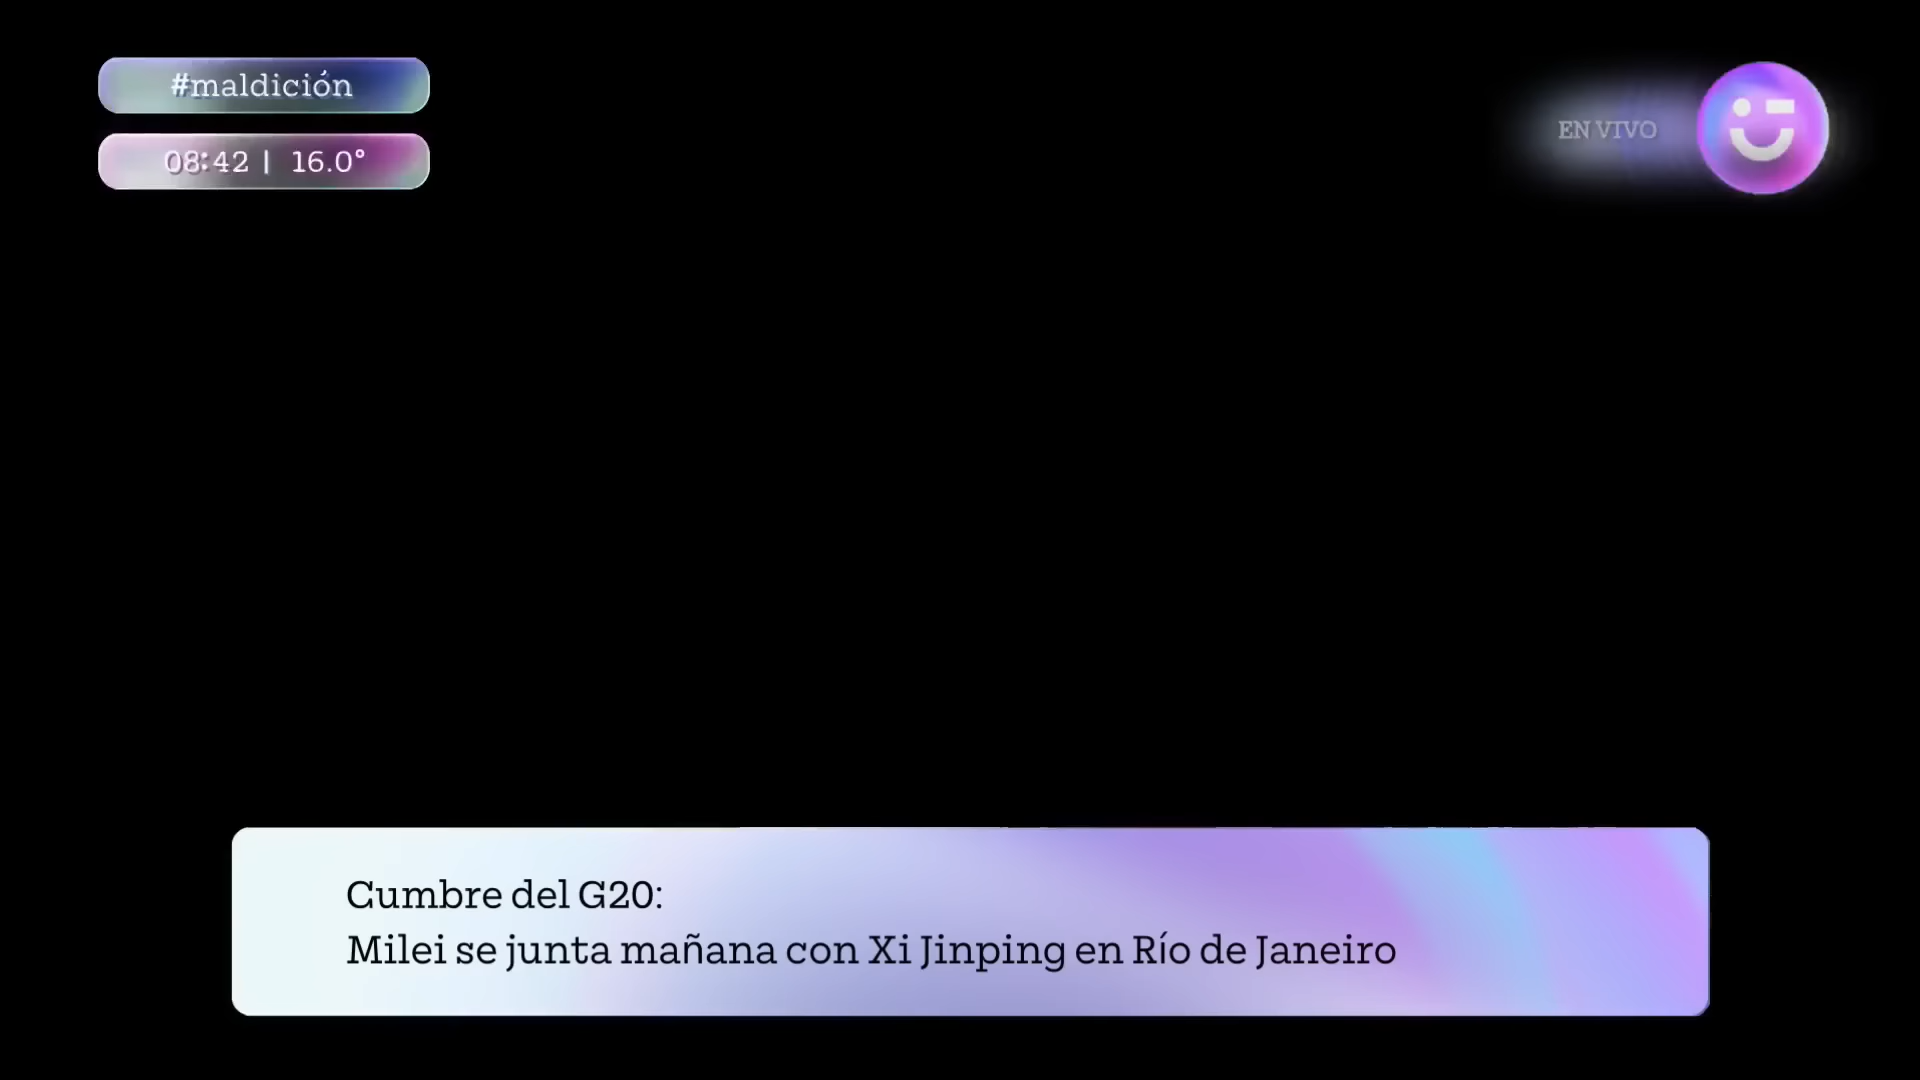 #maldición
08:42 | 16.0°
EN VIVO
Cumbre del G20:
Milei se junta mañana con Xi Jinping en Río de Janeiro